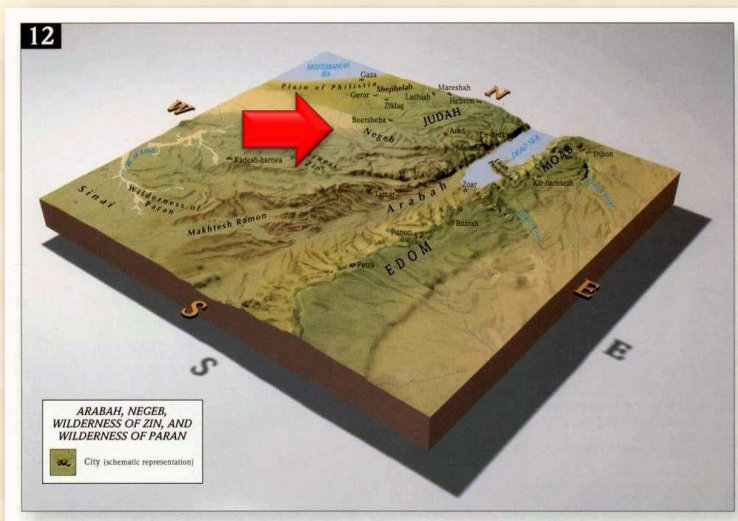 12
MEDITERRANEAN
SEA
Gaza
Plain of Philistia
Shephelah
Mareshah
N
Gerar
Lachish
Hebron
Ziklag
W
JUDAH
Beersheba
Negeb
Arad
DEAD SEA
Kadesh-barnea
MOAB
Dibon
Zoar
Kir-hareseth
Sinai
Wilderness of
Paran
Tamar
Arabah
Makhtesh Ramon
Punon
Bozrah
EDOM
Petra
S
E
S
E
ARABAH, NEGEB,
WILDERNESS OF ZIN, AND
WILDERNESS OF PARAN
City (schematic representation)